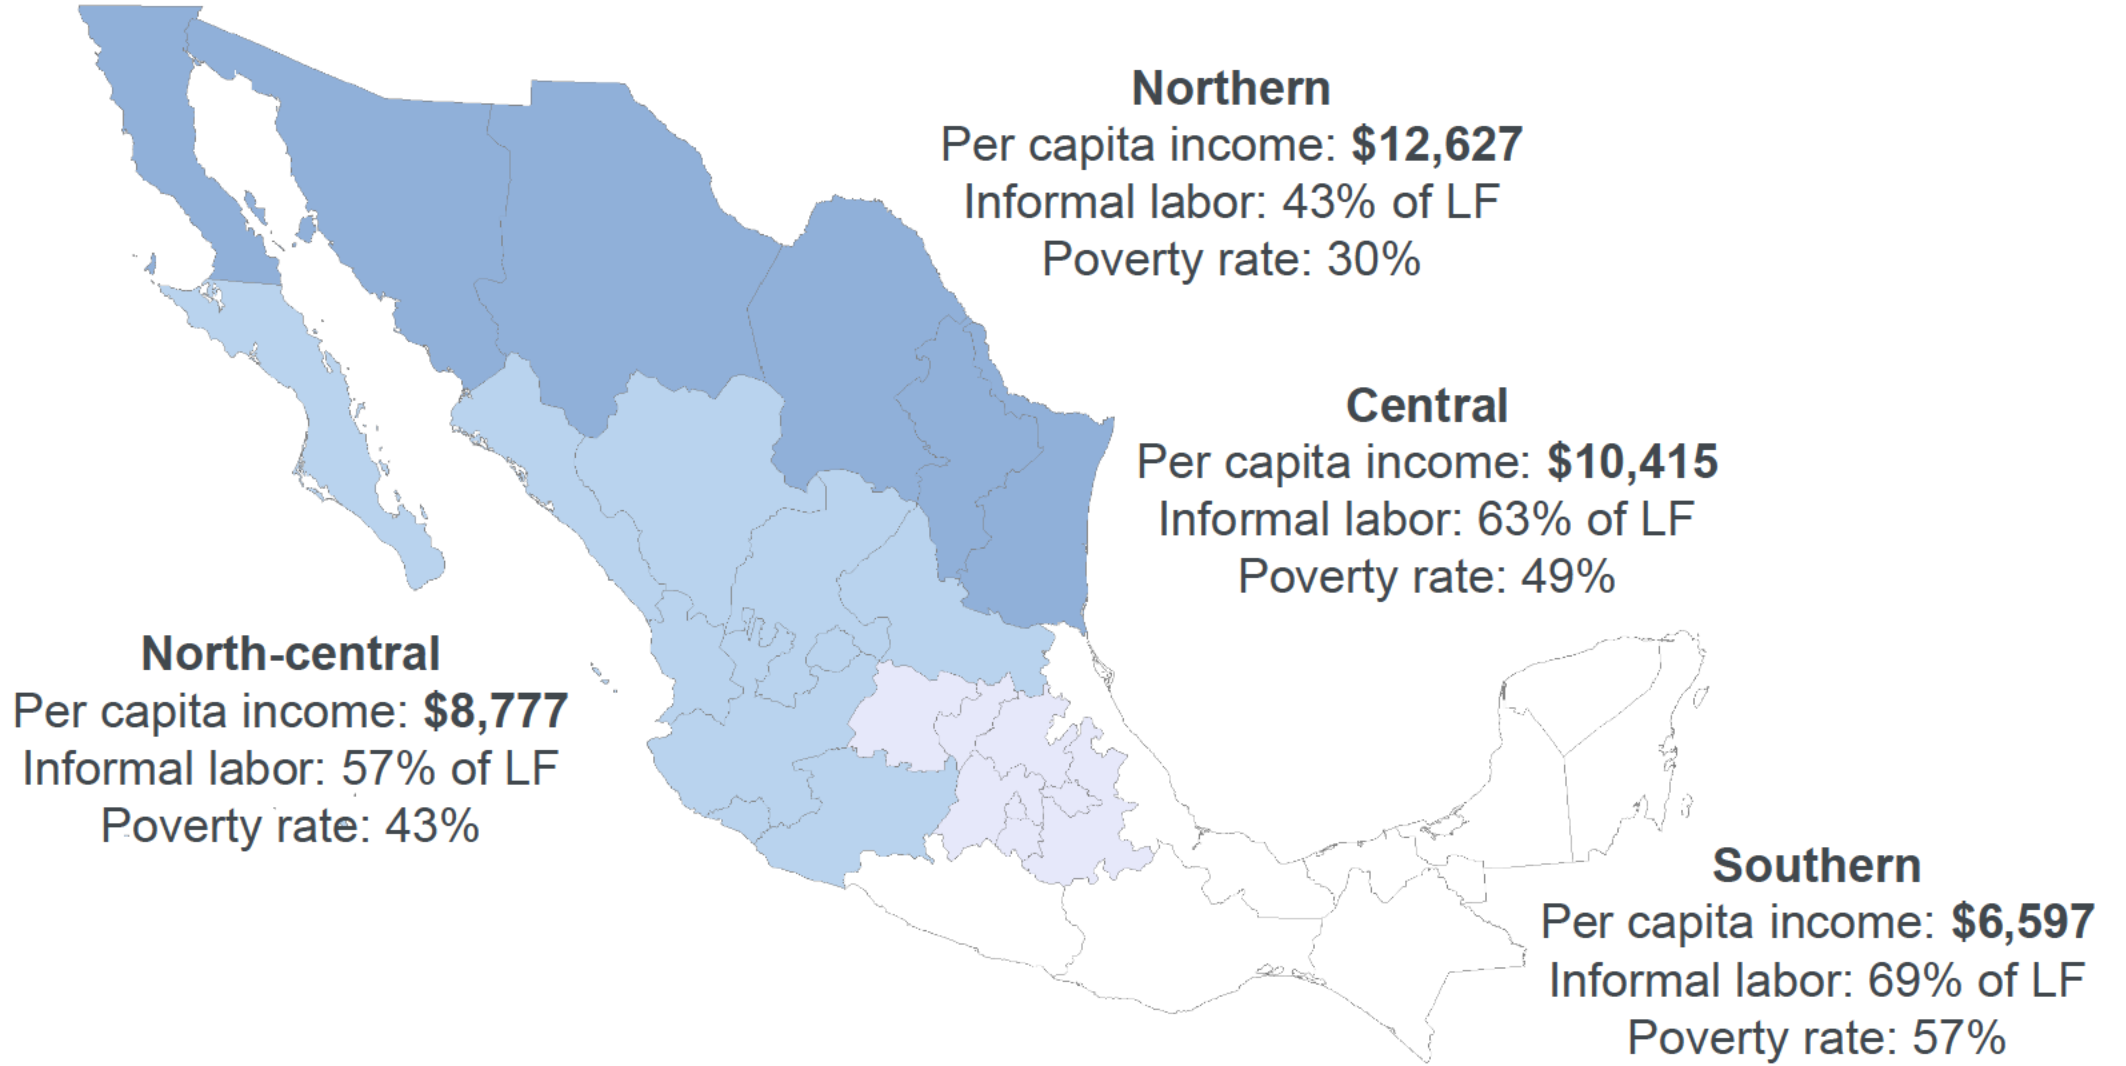 Northern
Per capita income: $12,627
Informal labor: 43% of LF
Poverty rate: 30%
Central
Per capita income: $10,415
Informal labor: 63% of LF
Poverty rate: 49%
North-central
Per capita income: $8,777
Informal labor: 57% of LF
Poverty rate: 43%
Southern
Per capita income: $6,597
Informal labor: 69% of LF
Poverty rate: 57%